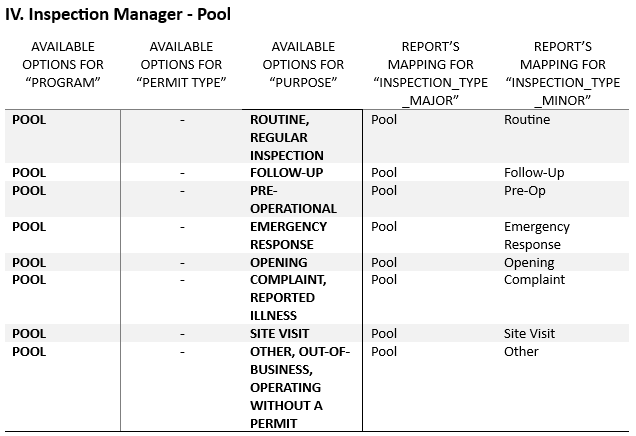 IV. Inspection Manager - Pool
AVAILABLE OPTIONS FOR “PROGRAM” AVAILABLE OPTIONS FOR “PERMIT TYPE” AVAILABLE OPTIONS FOR “PURPOSE” REPORT’S MAPPING FOR “INSPECTION_TYPE_MAJOR” REPORT’S MAPPING FOR “INSPECTION_TYPE_MINOR”
POOL - ROUTINE, REGULAR INSPECTION Pool Routine
POOL - FOLLOW-UP Pool Follow-Up
POOL - PRE-OPERATIONAL Pool Pre-Op
POOL - EMERGENCY RESPONSE Pool Emergency Response
POOL - OPENING Pool Opening
POOL - COMPLAINT, REPORTED ILLNESS Pool Complaint
POOL - SITE VISIT Pool Site Visit
POOL - OTHER, OUT-OF-BUSINESS, OPERATING WITHOUT A PERMIT Pool Other